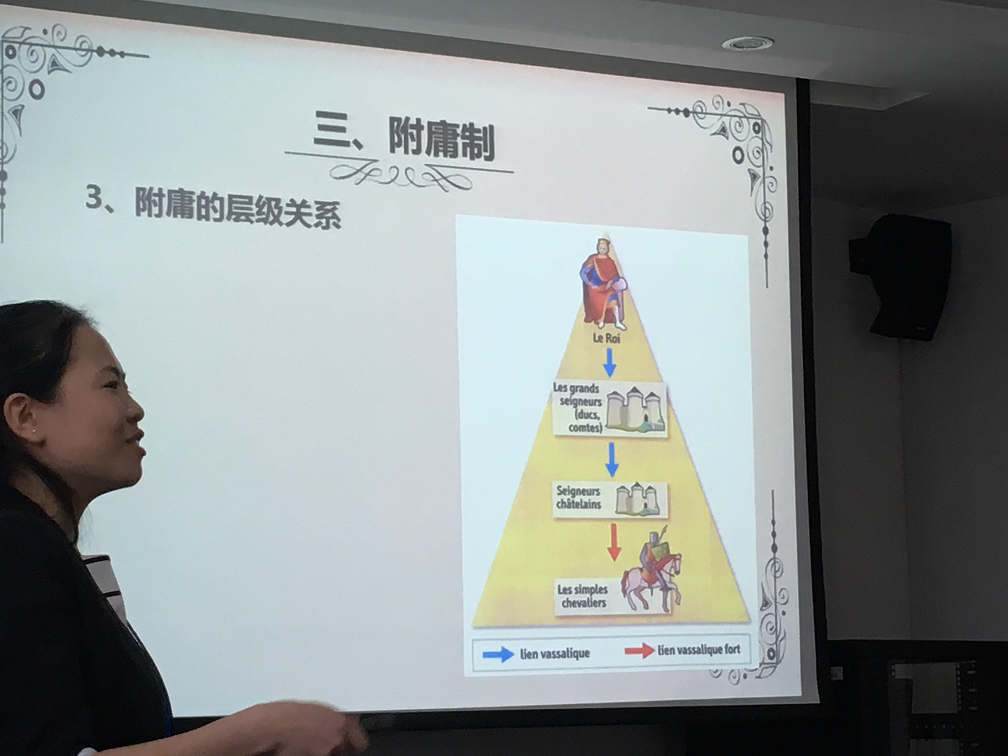 三、附庸制
3、附庸的层级关系
Le Roi
Les grands
seigneurs
(ducs,
comtes)
Seigneurs
châtelains
Les simples
chevaliers
lien vassalique
lien vassalique fort